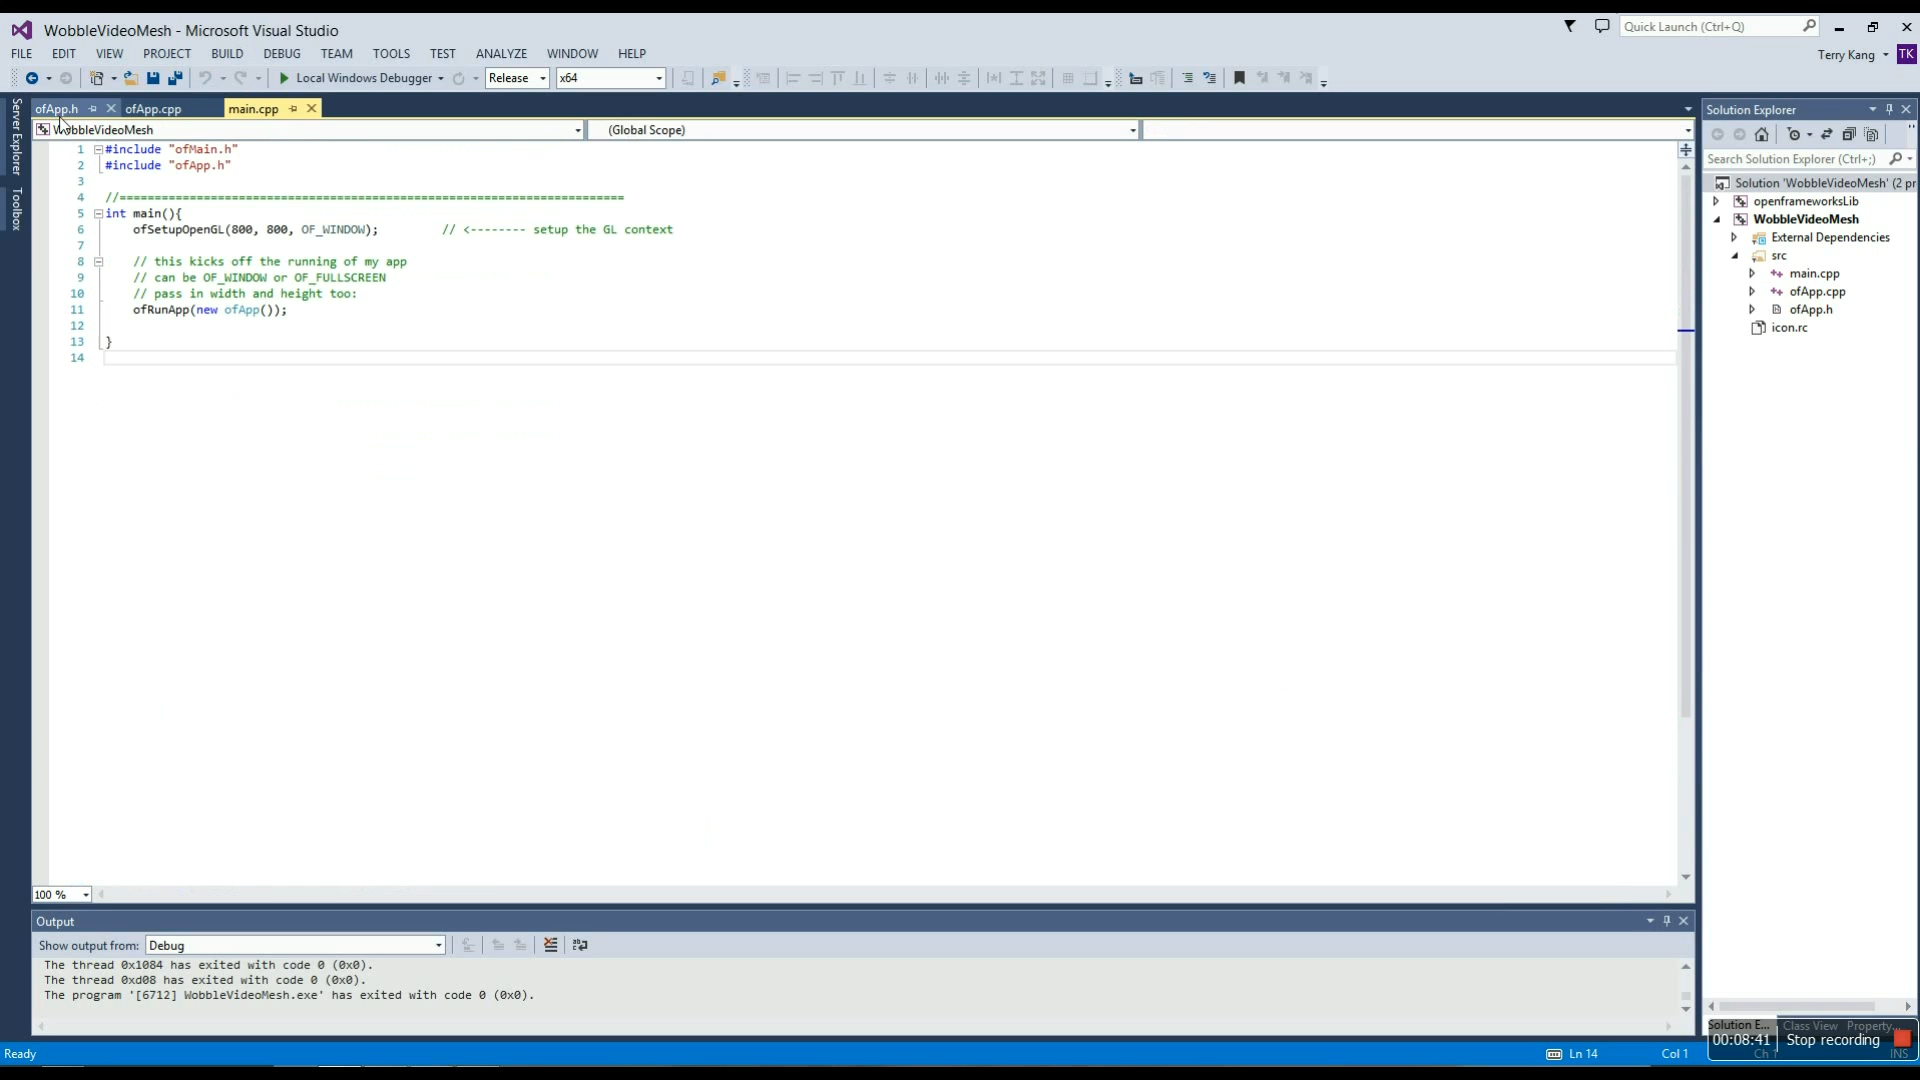 WobbleVideoMesh - Microsoft Visual Studio
Quick Launch (Ctrl+Q)
FILE EDIT VIEW PROJECT BUILD DEBUG TEAM TOOLS TEST ANALYZE WINDOW HELP
Terry Kang TK
Local Windows Debugger Release x64
Server Explorer
Toolbox
ofApp.h ofApp.cpp main.cpp
WobbleVideoMesh (Global Scope)
1 #include "ofMain.h"
2 #include "ofApp.h"
3
4 //========================================================================
5 int main(){
6 ofSetupOpenGL(800, 800, OF_WINDOW); // <-------- setup the GL context
7
8 // this kicks off the running of my app
9 // can be OF_WINDOW or OF_FULLSCREEN
10 // pass in width and height too:
11 ofRunApp(new ofApp());
12
13 }
14
100 %
Solution Explorer
Search Solution Explorer (Ctrl+;)
Solution 'WobbleVideoMesh' (2 pr
openframeworksLib
WobbleVideoMesh
External Dependencies
src
main.cpp
ofApp.cpp
ofApp.h
icon.rc
Output
Show output from: Debug
The thread 0x1084 has exited with code 0 (0x0).
The thread 0xd08 has exited with code 0 (0x0).
The program '[6712] WobbleVideoMesh.exe' has exited with code 0 (0x0).
Solution E... Class View Property...
00:08:41 Stop recording
Ready Ln 14 Col 1 Ch 1 INS